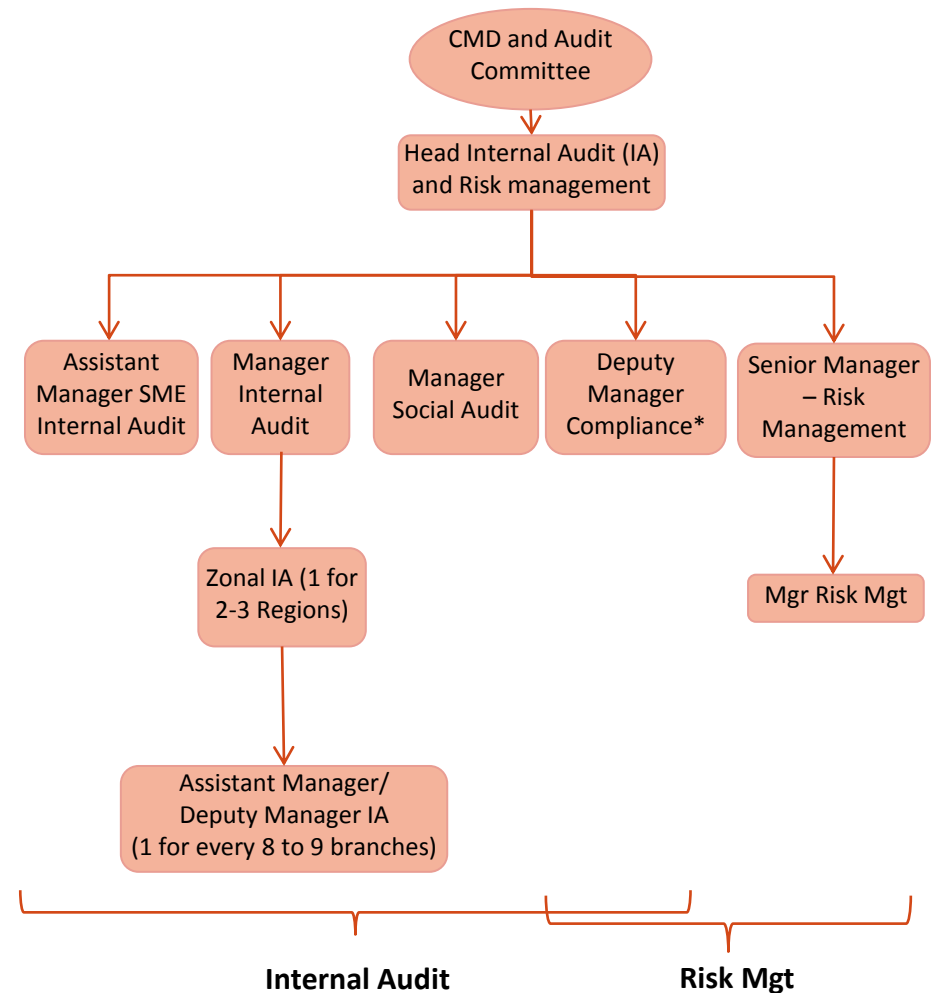 CMD and Audit
Committee
Head Internal Audit (IA)
and Risk management
Assistant
Manager SME
Internal Audit
Manager
Internal
Audit
Manager
Social Audit
Deputy
Manager
Compliance*
Senior Manager
– Risk
Management
Zonal IA (1 for
2-3 Regions)
Mgr Risk Mgt
Assistant Manager/
Deputy Manager IA
(1 for every 8 to 9 branches)
Internal Audit
Risk Mgt